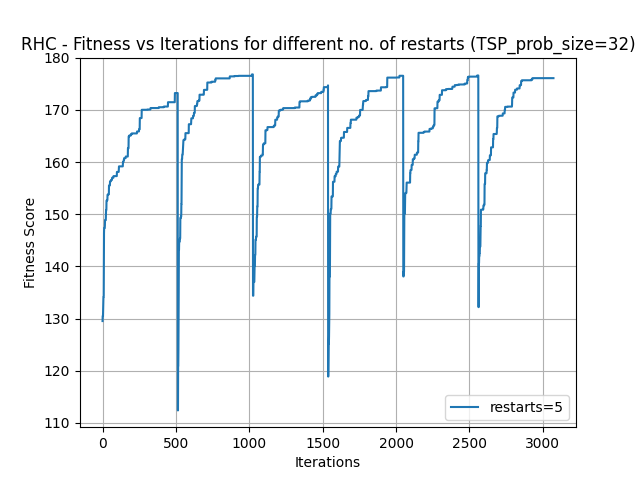 RHC - Fitness vs Iterations for different no. of restarts (TSP_prob_size=32)
180
170
160
150
140
130
120
110
Fitness Score
restarts=5
0 500 1000 1500 2000 2500 3000
Iterations